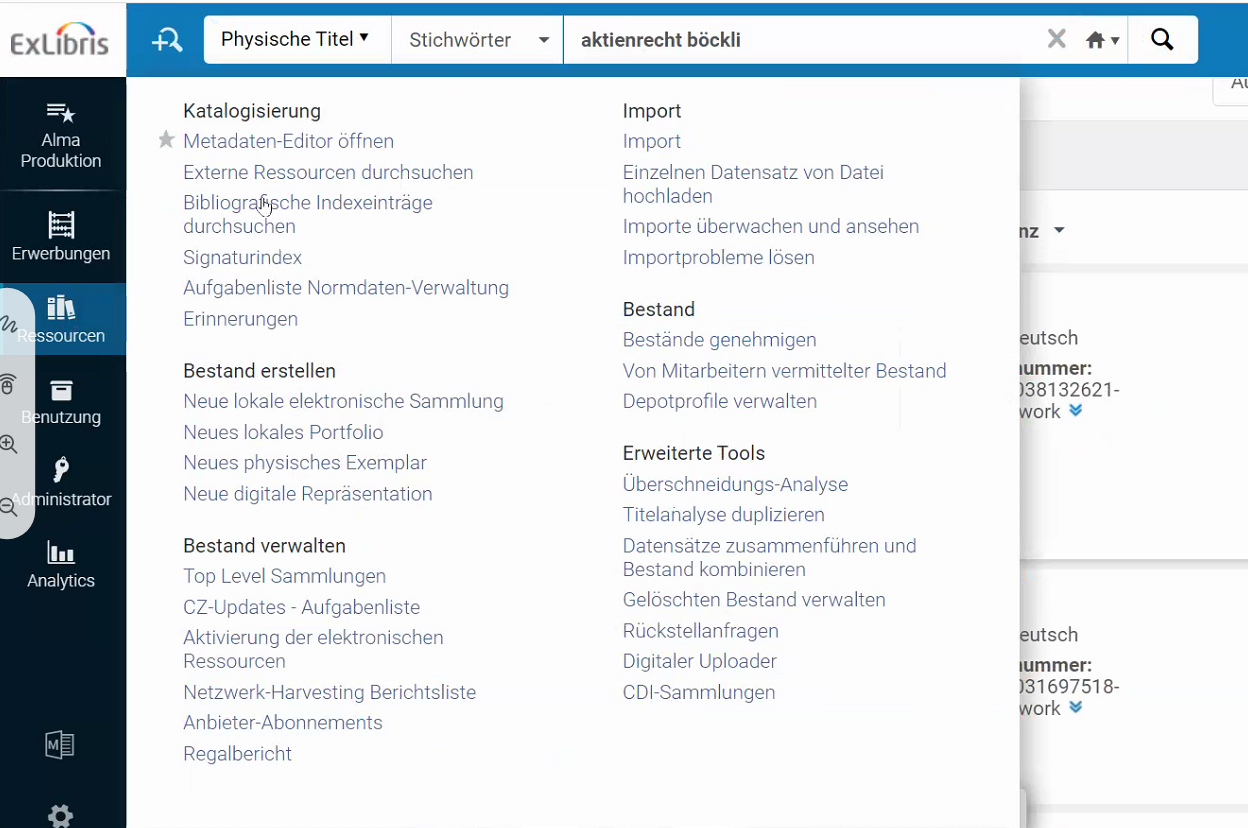 ExLibris
Physische Titel
Stichwörter
aktienrecht böckli
Alma
Produktion
Erwerbungen
Ressourcen
Benutzung
Administrator
Analytics
Katalogisierung
Metadaten-Editor öffnen
Externe Ressourcen durchsuchen
Bibliografische Indexeinträge
durchsuchen
Signaturindex
Aufgabenliste Normdaten-Verwaltung
Erinnerungen
Bestand erstellen
Neue lokale elektronische Sammlung
Neues lokales Portfolio
Neues physisches Exemplar
Neue digitale Repräsentation
Bestand verwalten
Top Level Sammlungen
CZ-Updates - Aufgabenliste
Aktivierung der elektronischen
Ressourcen
Netzwerk-Harvesting Berichtsliste
Anbieter-Abonnements
Regalbericht
Import
Import
Einzelnen Datensatz von Datei
hochladen
Importe überwachen und ansehen
Importprobleme lösen
Bestand
Bestände genehmigen
Von Mitarbeitern vermittelter Bestand
Depotprofile verwalten
Erweiterte Tools
Überschneidungs-Analyse
Titelanalyse duplizieren
Datensätze zusammenführen und
Bestand kombinieren
Gelöschten Bestand verwalten
Rückstellanfragen
Digitaler Uploader
CDI-Sammlungen
nz
eutsch
nummer:
038132621-
work
eutsch
nummer:
031697518-
work